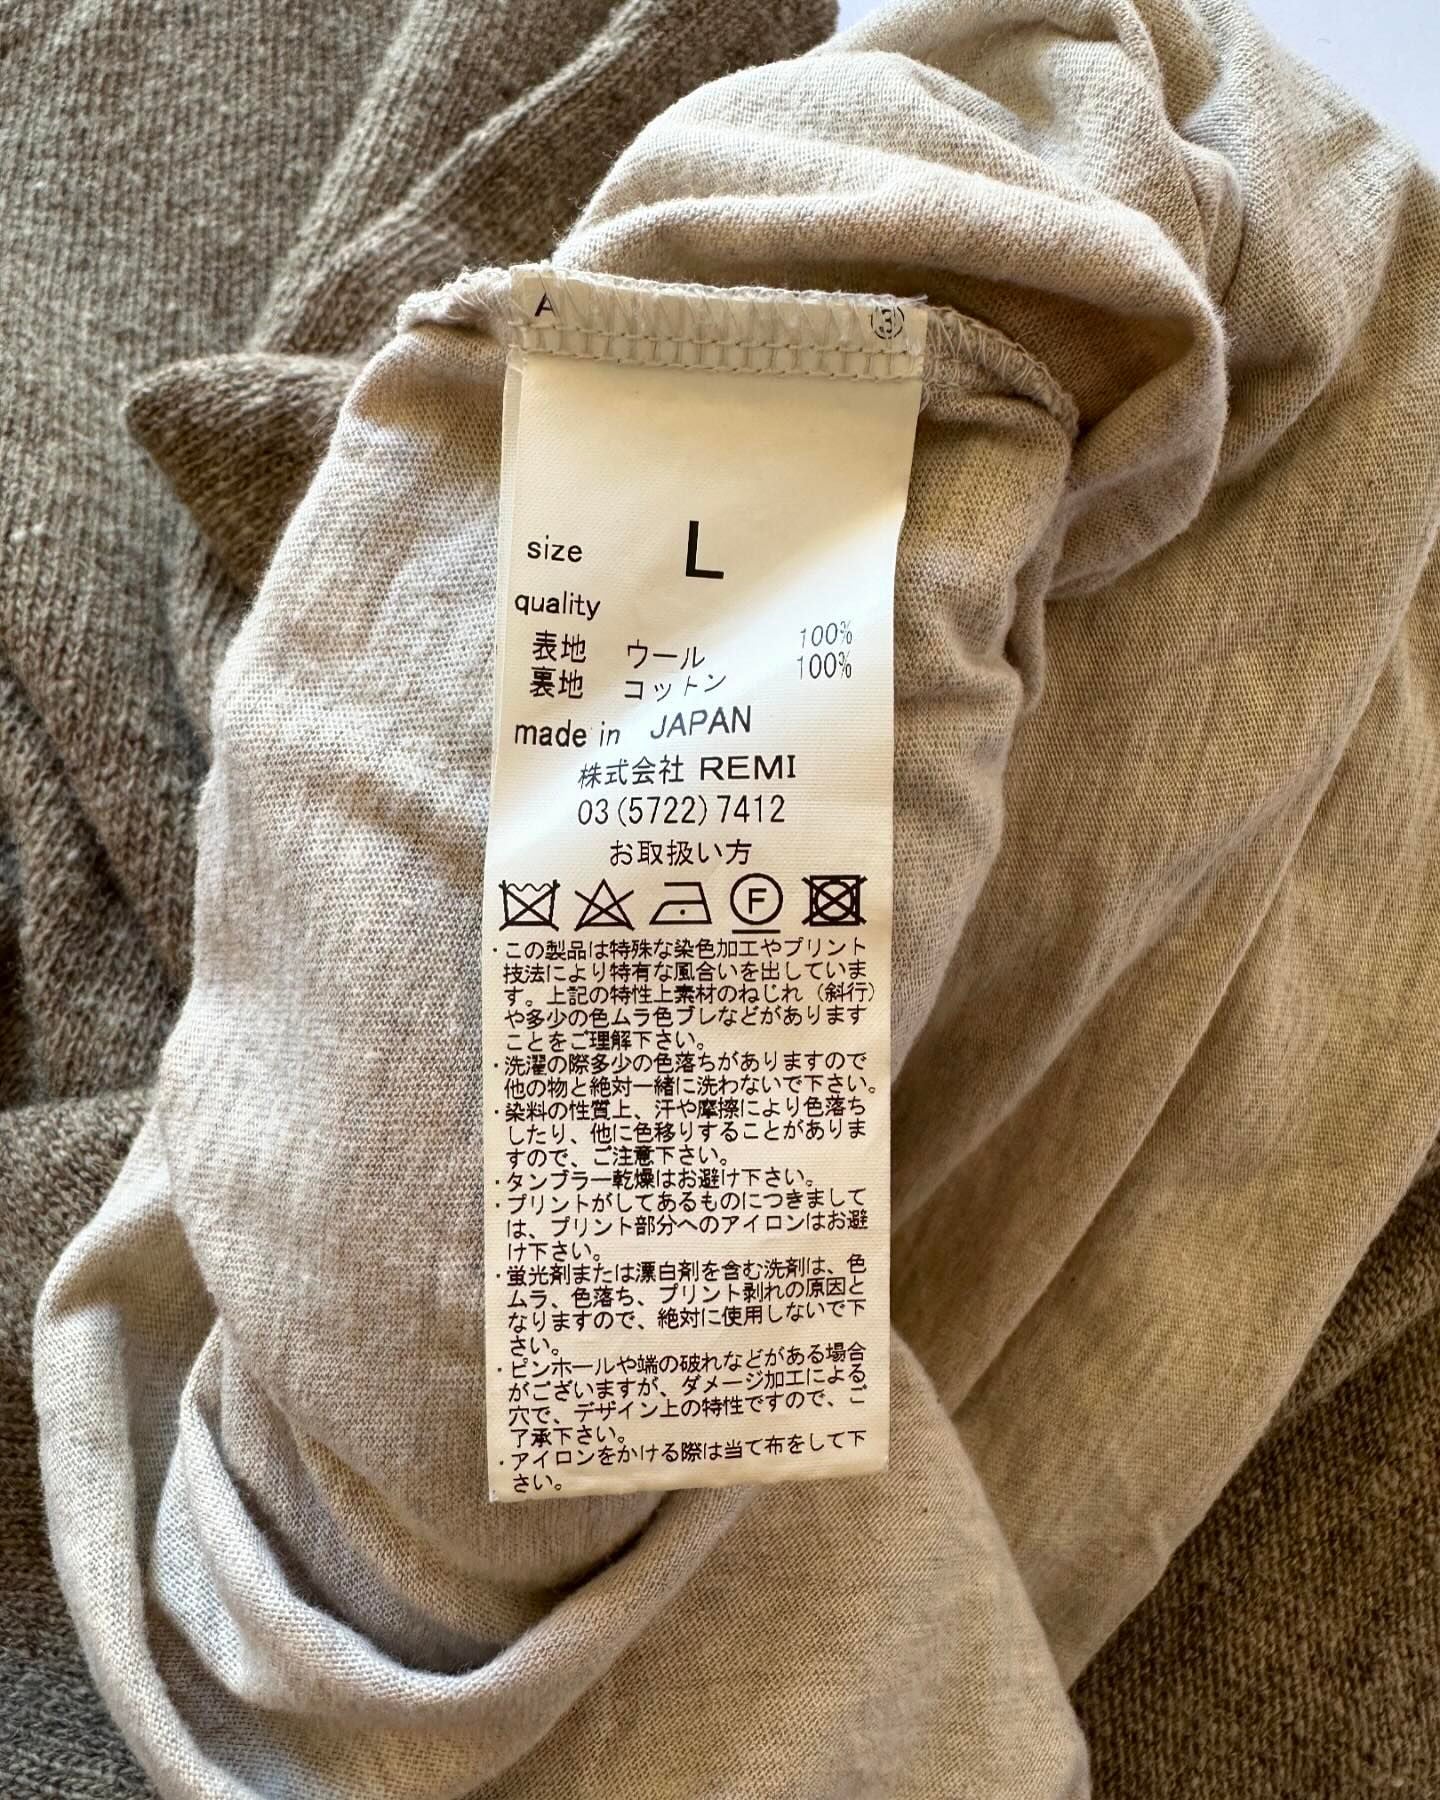 A ③
size L
quality
表地 ウール 100%
裏地 コットン 100%
made in JAPAN
株式会社 REMI
03(5722)7412
お取扱い方
F
・この製品は特殊な染色加工やプリント
技法により特有な風合いを出していま
す。上記の特性上素材のねじれ（斜行）
や多少の色ムラ色ブレなどがあります
ことをご理解下さい。
・洗濯の際多少の色落ちがありますので
他の物と絶対一緒に洗わないで下さい。
・染料の性質上、汗や摩擦により色落ち
したり、他に色移りすることがありま
すので、ご注意下さい。
・タンブラー乾燥はお避け下さい。
・プリントがしてあるものにつきまして
は、プリント部分へのアイロンはお避
け下さい。
・蛍光剤または漂白剤を含む洗剤は、色
ムラ、色落ち、プリント剥れの原因と
なりますので、絶対に使用しないで下
さい。
・ピンホールや端の破れなどがある場合
がございますが、ダメージ加工による
穴で、デザイン上の特性ですので、ご
了承下さい。
・アイロンをかける際は当て布をして下
さい。